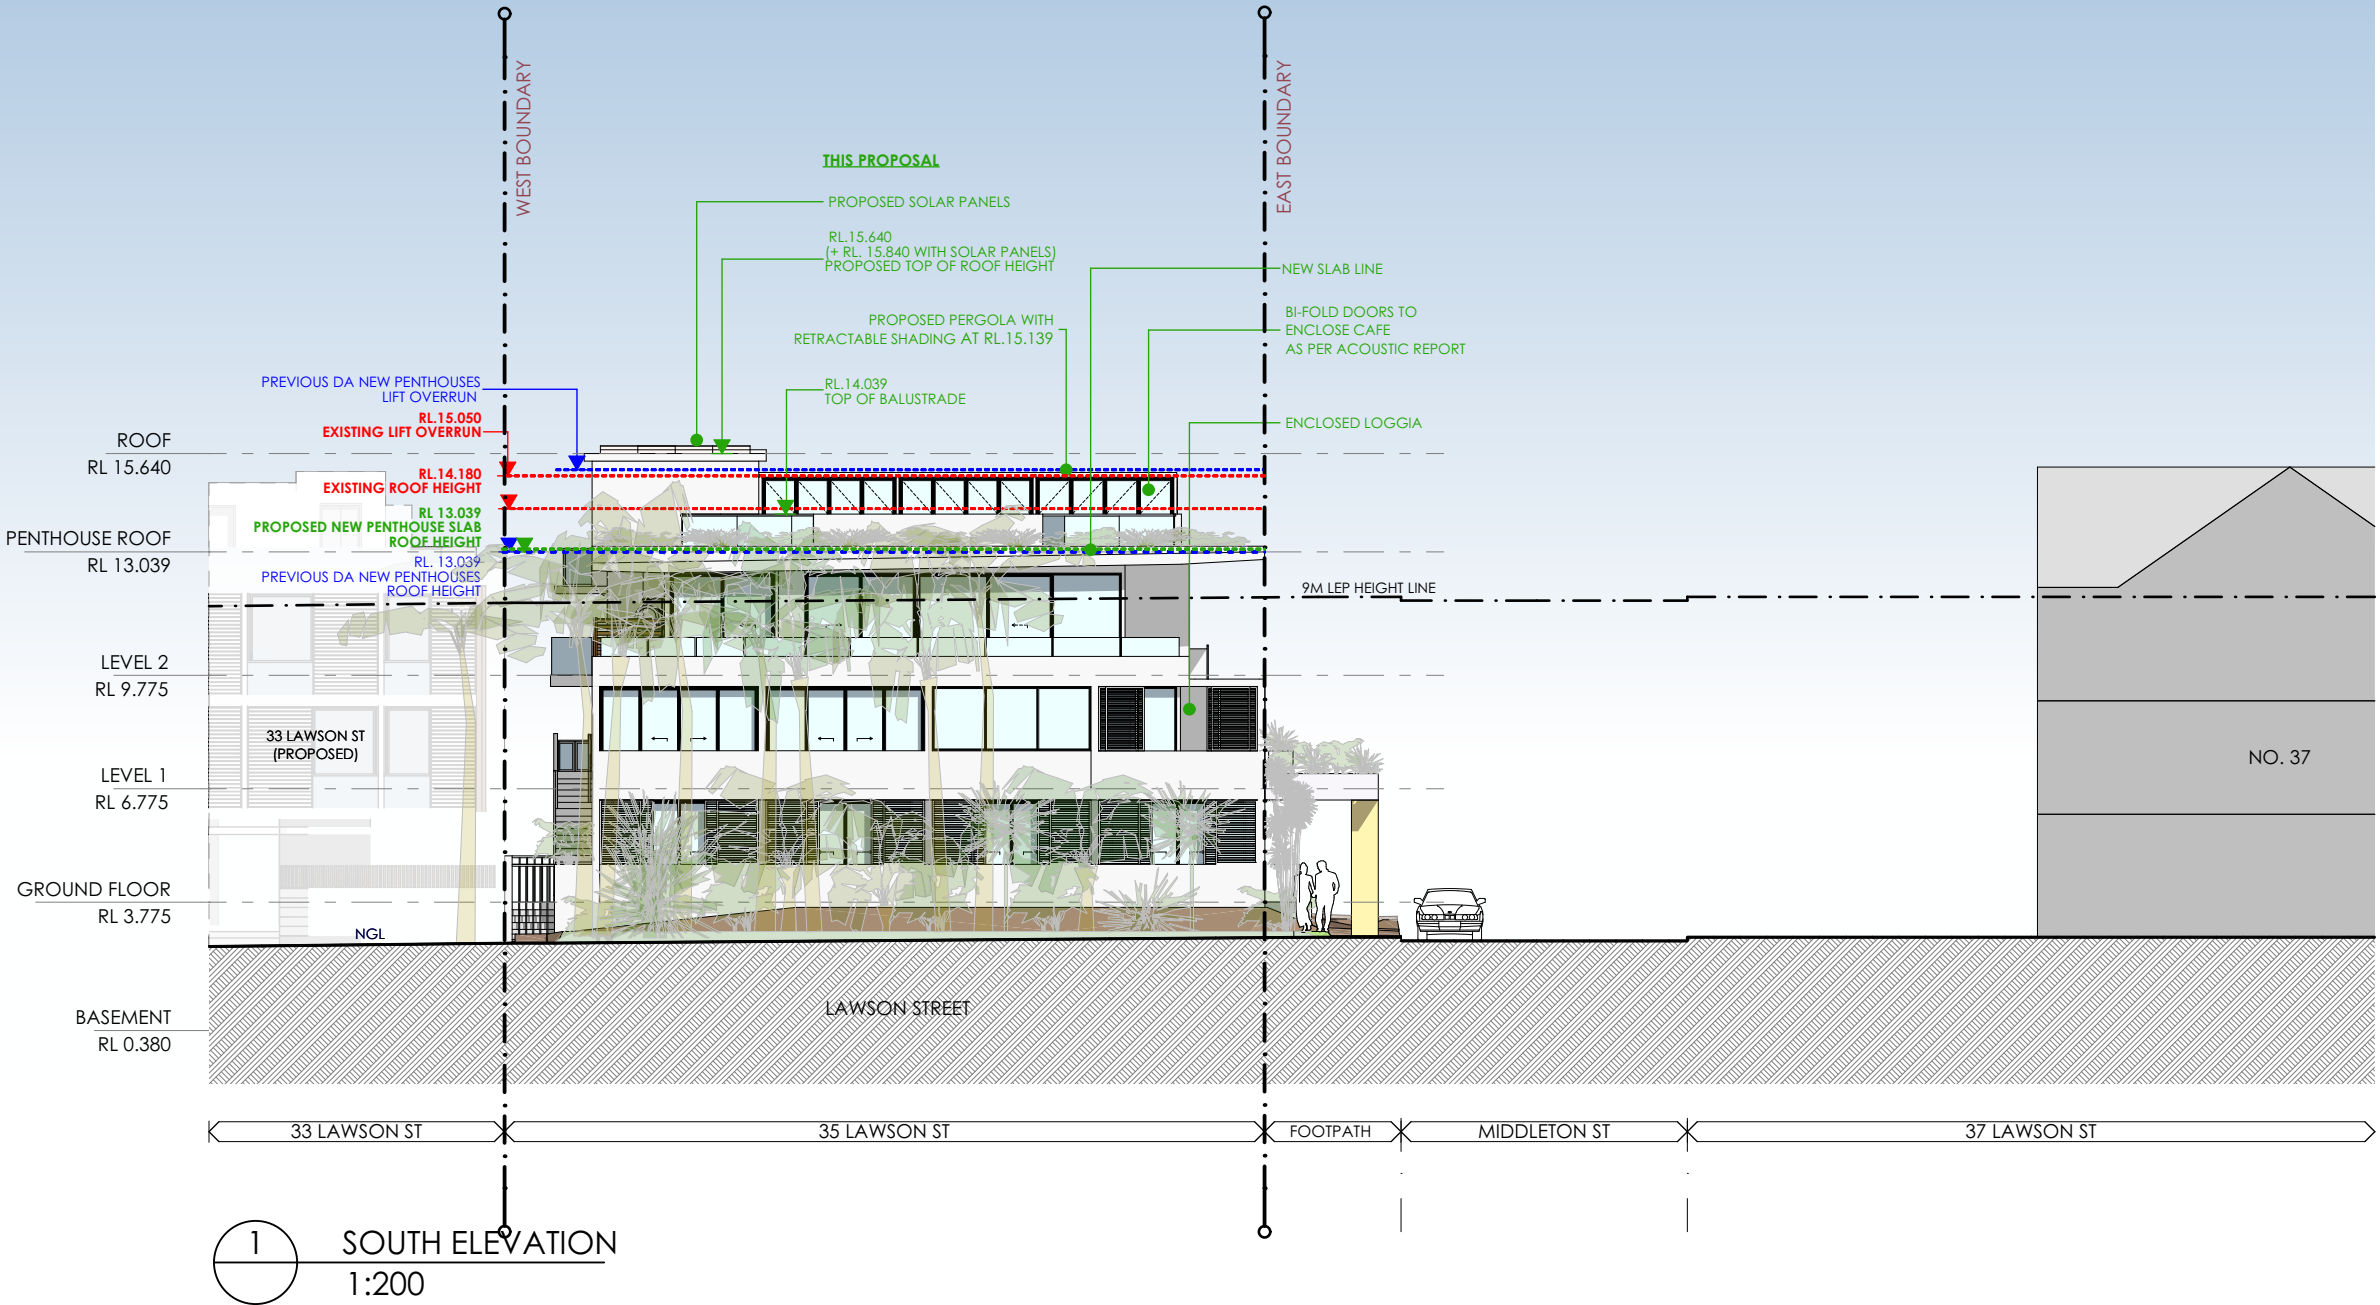 WEST BOUNDARY
EAST BOUNDARY
THIS PROPOSAL
PROPOSED SOLAR PANELS
RL.15.640
(+ RL. 15.840 WITH SOLAR PANELS)
PROPOSED TOP OF ROOF HEIGHT
NEW SLAB LINE
PROPOSED PERGOLA WITH
RETRACTABLE SHADING AT RL.15.139
BI-FOLD DOORS TO
ENCLOSE CAFE
AS PER ACOUSTIC REPORT
RL.14.039
TOP OF BALUSTRADE
ENCLOSED LOGGIA
PREVIOUS DA NEW PENTHOUSES
LIFT OVERRUN
RL.15.050
EXISTING LIFT OVERRUN
RL.14.180
EXISTING ROOF HEIGHT
RL 13.039
PROPOSED NEW PENTHOUSE SLAB
ROOF HEIGHT
RL. 13.039
PREVIOUS DA NEW PENTHOUSES
ROOF HEIGHT
ROOF
RL 15.640
PENTHOUSE ROOF
RL 13.039
9M LEP HEIGHT LINE
LEVEL 2
RL 9.775
33 LAWSON ST
(PROPOSED)
NO. 37
LEVEL 1
RL 6.775
GROUND FLOOR
RL 3.775
NGL
BASEMENT
RL 0.380
LAWSON STREET
33 LAWSON ST
35 LAWSON ST
FOOTPATH
MIDDLETON ST
37 LAWSON ST
1
SOUTH ELEVATION
1:200